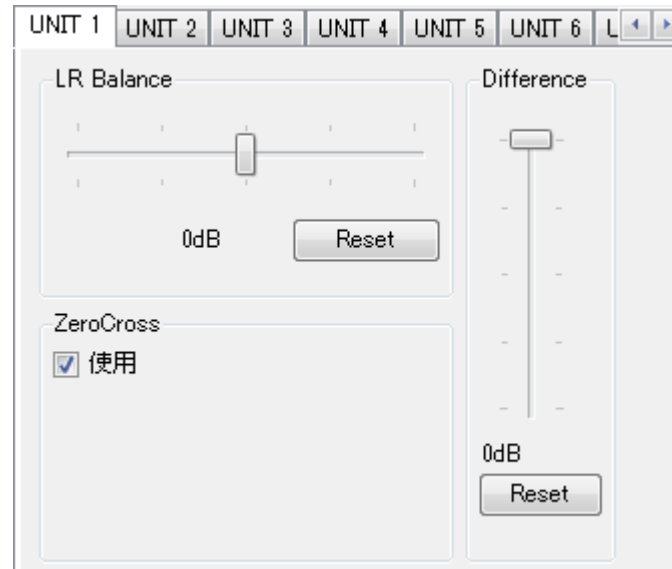 UNIT 1 UNIT 2 UNIT 3 UNIT 4 UNIT 5 UNIT 6
LR Balance
0dB
Reset
ZeroCross
使用
Difference
0dB
Reset